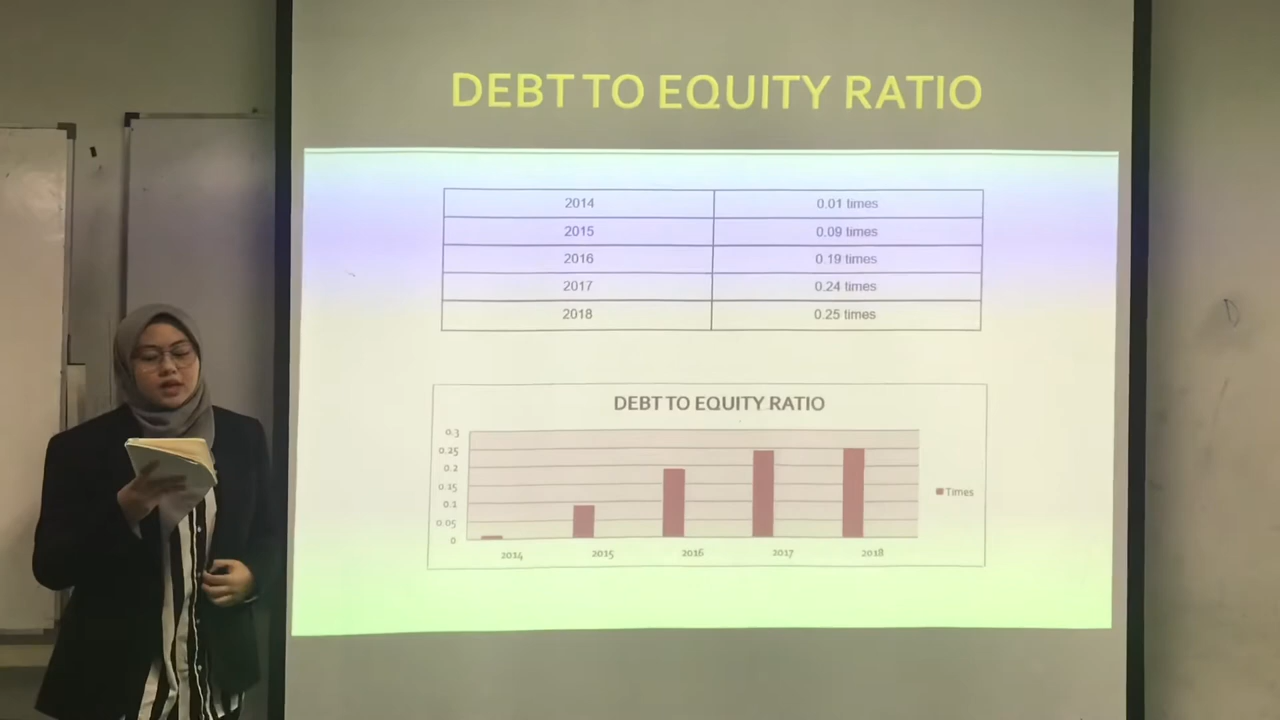 DEBT TO EQUITY RATIO
2014 0.01 times
2015 0.09 times
2016 0.19 times
2017 0.24 times
2018 0.25 times
DEBT TO EQUITY RATIO
0.3
0.25
0.2
0.15
0.1
0.05
0
Times
2014 2015 2016 2017 2018